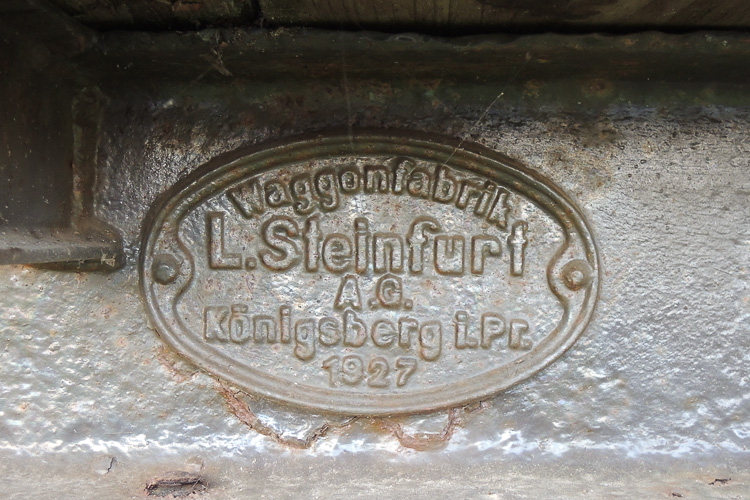 Waggonfabrik
L. Steinfurt
A.G.
Königsberg i.Pr.
1927